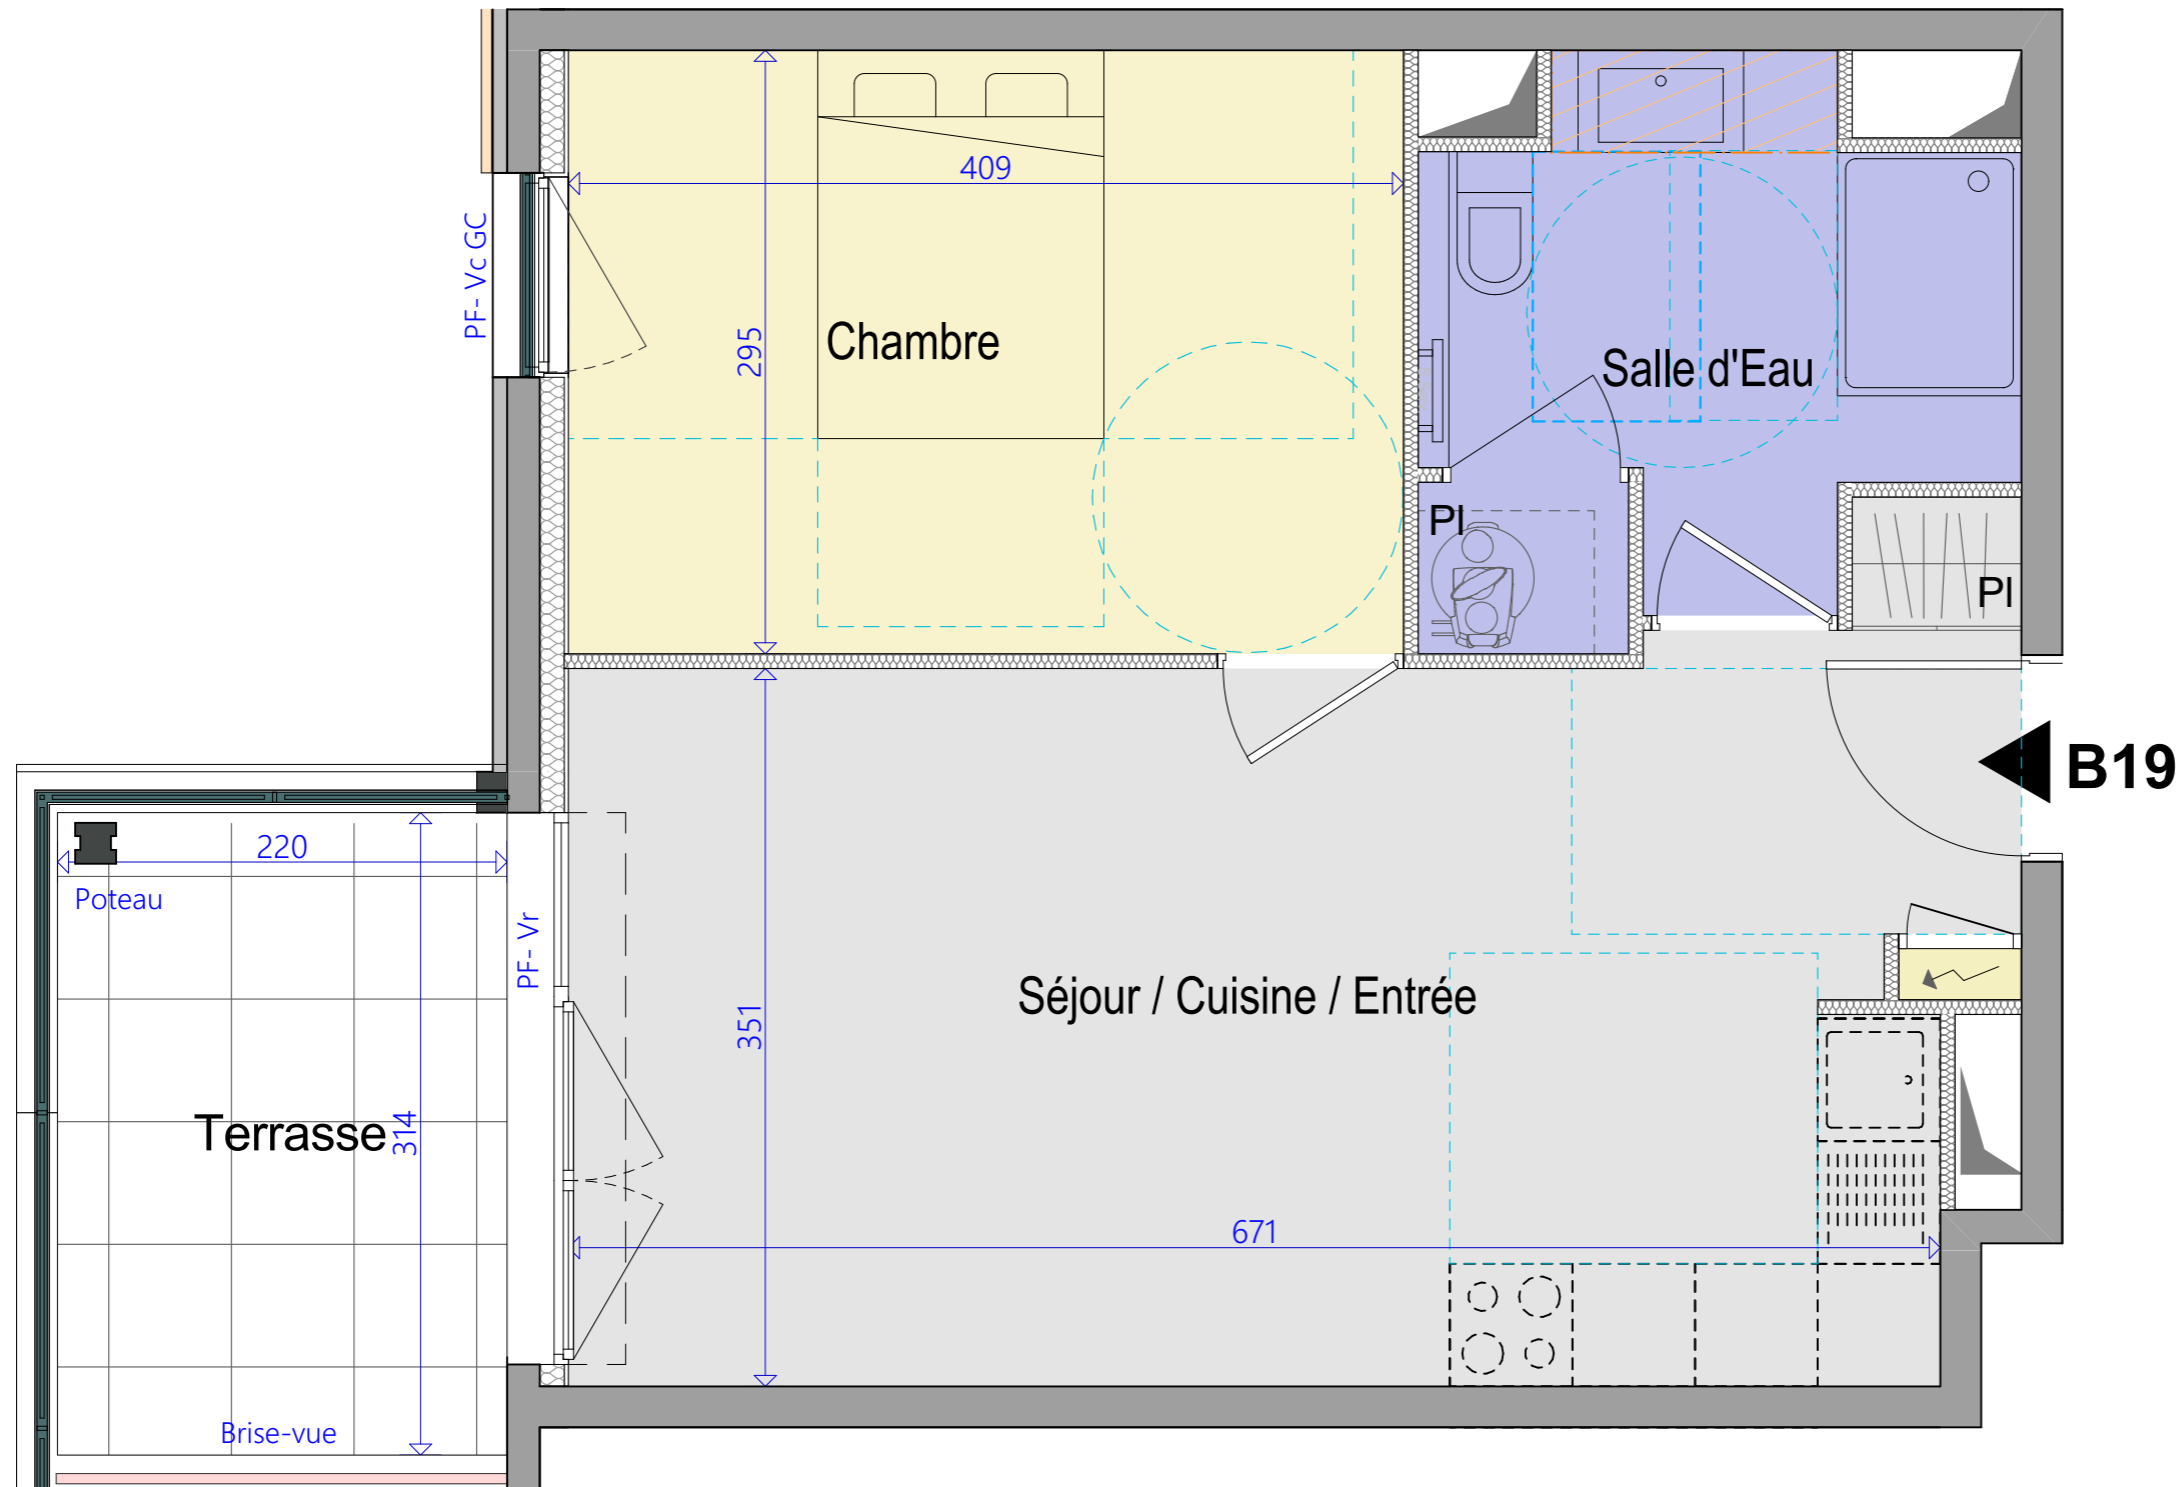 409
PF- Vc GC
295
Chambre
Salle d'Eau
Pl
Pl
B19
220
Poteau
PF- Vr
351
Séjour / Cuisine / Entrée
Terrasse
314
671
Brise-vue